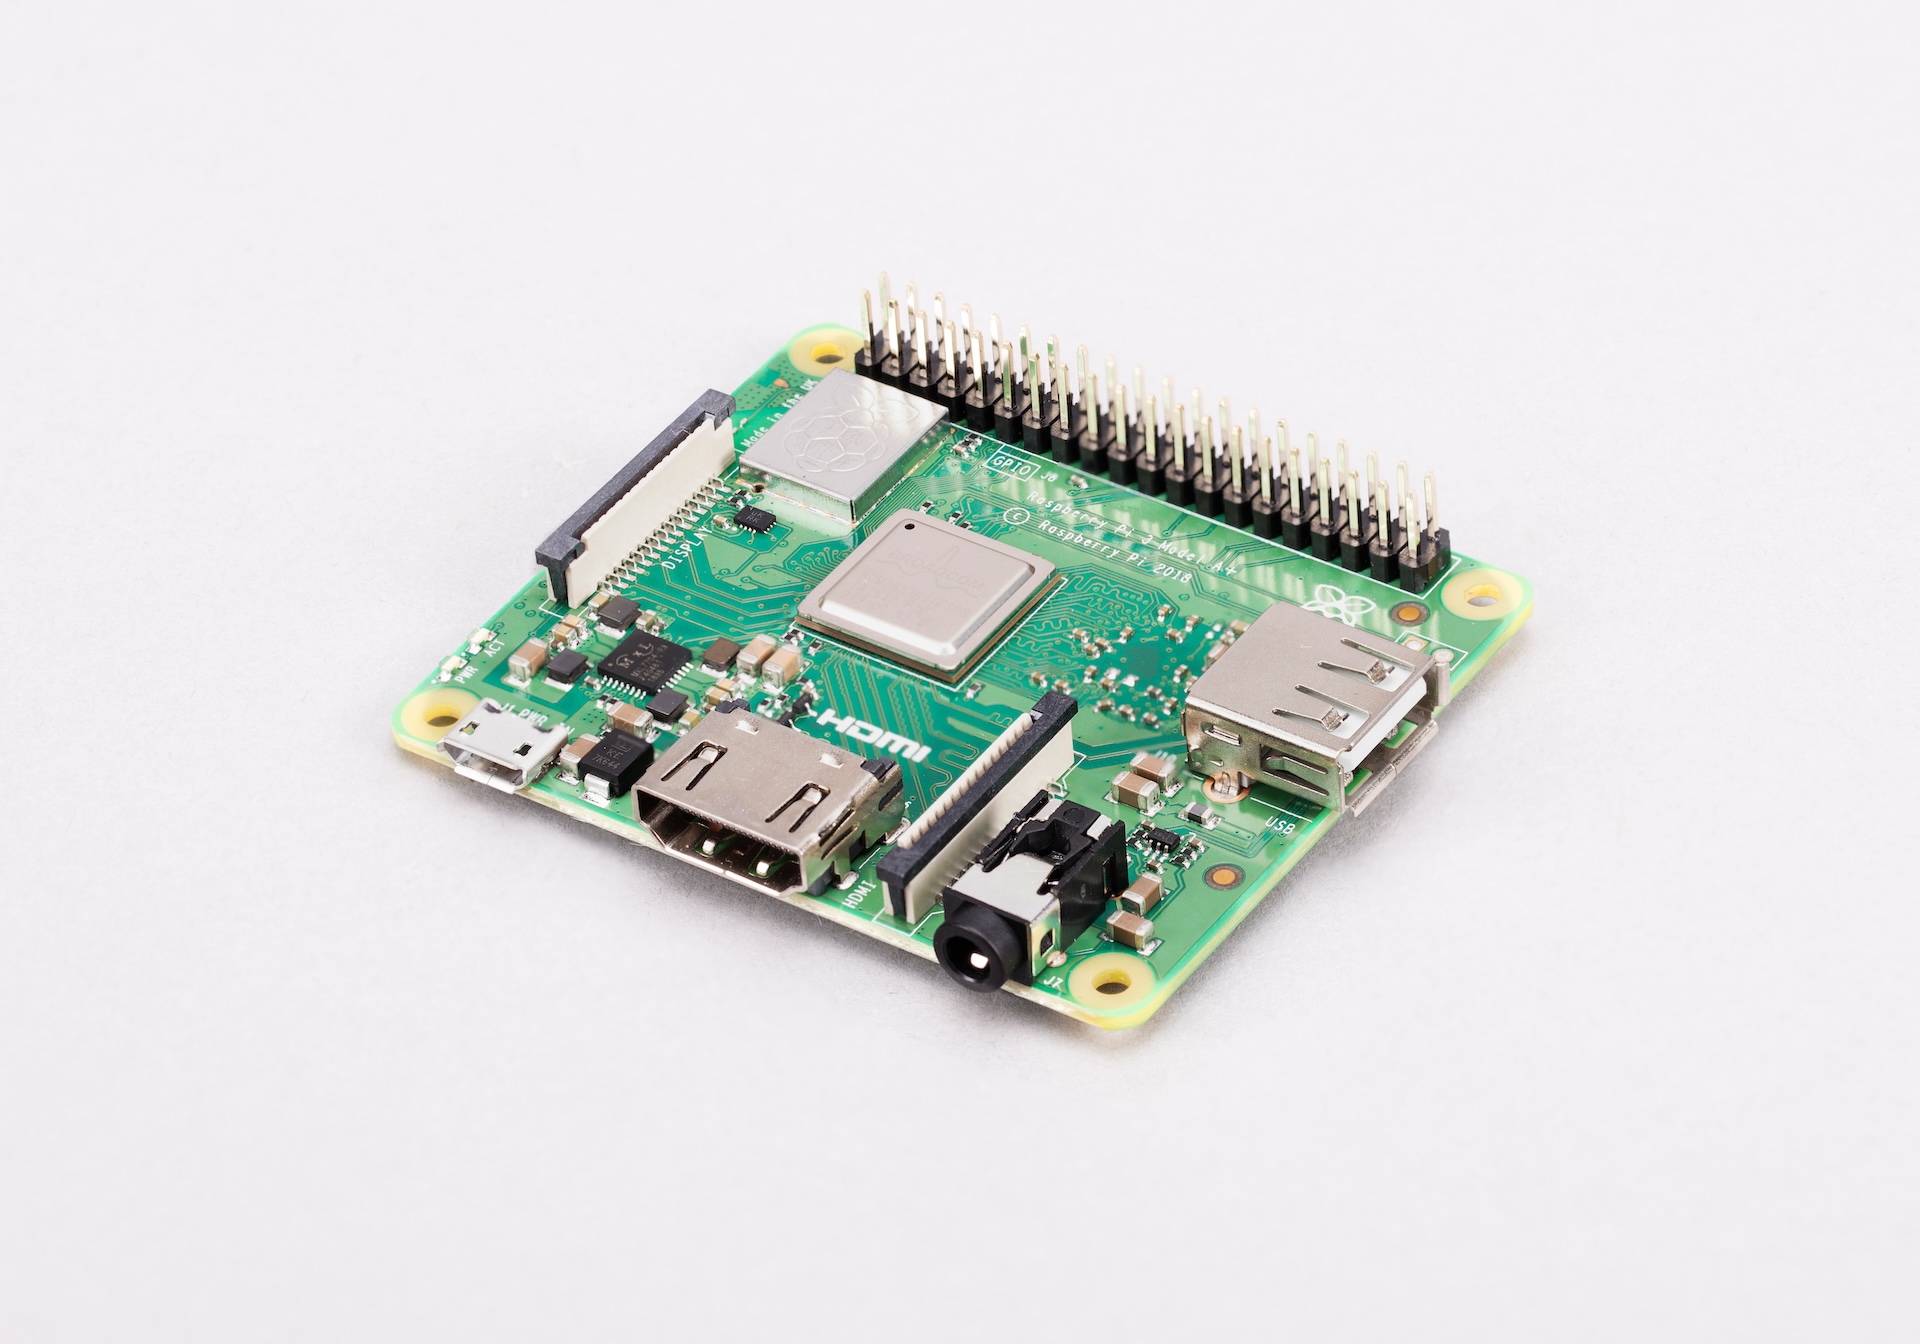 Made in the UK
GPIO J8
Raspberry Pi 3 Model A+
© Raspberry Pi 2018
DISPLAY
ACT
PWR
J1 PWR
HDMI
HDMI
USB
J7